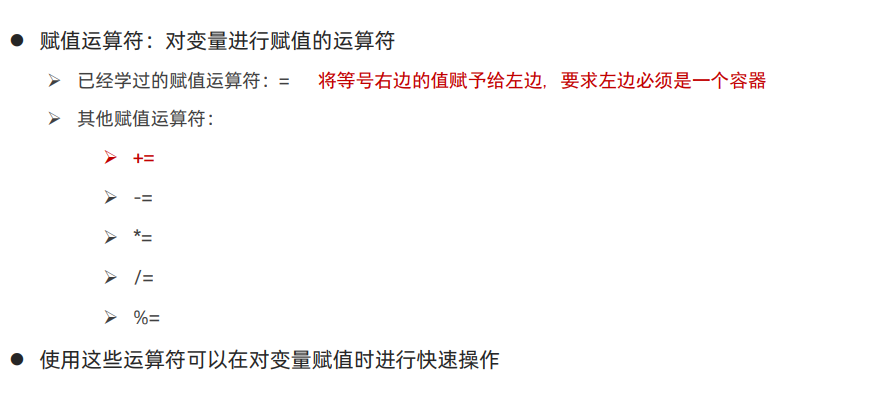 ● 赋值运算符：对变量进行赋值的运算符
➢ 已经学过的赋值运算符：= 将等号右边的值赋予给左边, 要求左边必须是一个容器
➢ 其他赋值运算符：
➢ +=
➢ -=
➢ *=
➢ /=
➢ %=
● 使用这些运算符可以在对变量赋值时进行快速操作